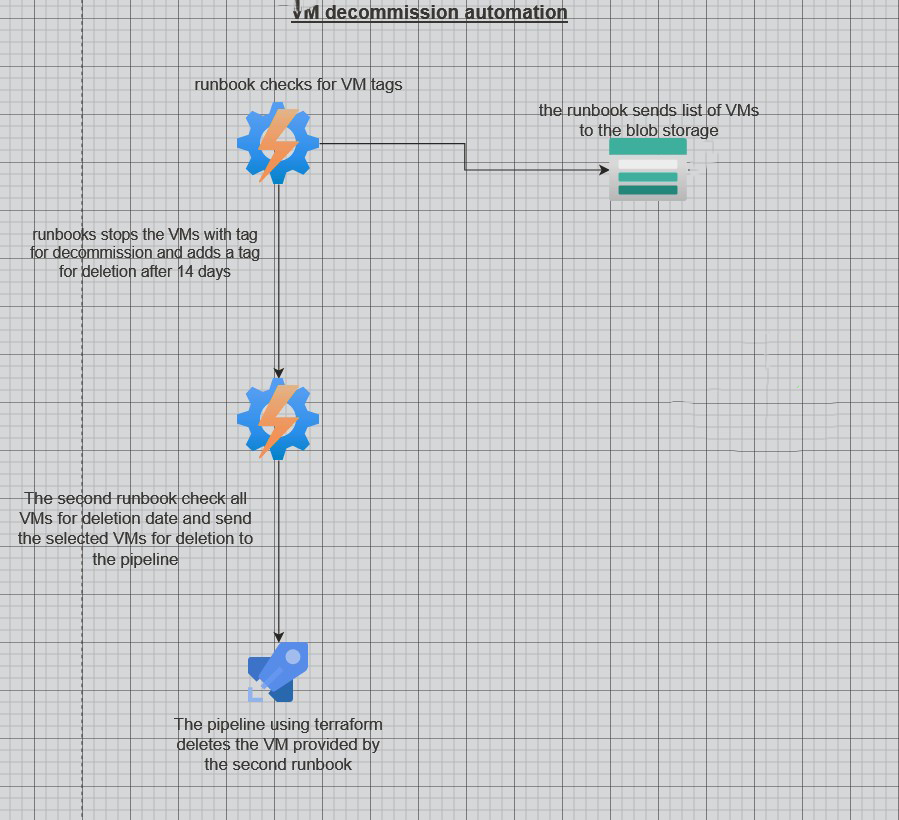 VM decommission automation
runbook checks for VM tags
the runbook sends list of VMs
to the blob storage
runbooks stops the VMs with tag
for decommission and adds a tag
for deletion after 14 days
The second runbook check all
VMs for deletion date and send
the selected VMs for deletion to
the pipeline
The pipeline using terraform
deletes the VM provided by
the second runbook